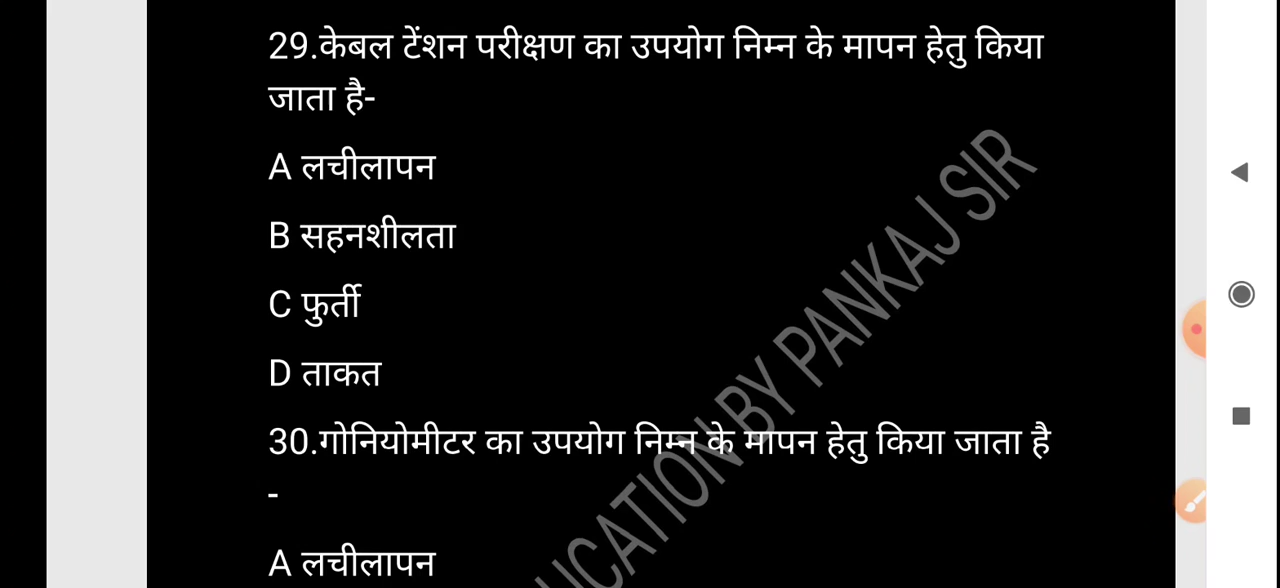 29.केबल टेंशन परीक्षण का उपयोग निम्न के मापन हेतु किया
जाता है-
A लचीलापन
B सहनशीलता
C फुर्ती
D ताकत
30.गोनियोमीटर का उपयोग निम्न के मापन हेतु किया जाता है
-
A लचीलापन
UCATION BY PANKAJ SIR